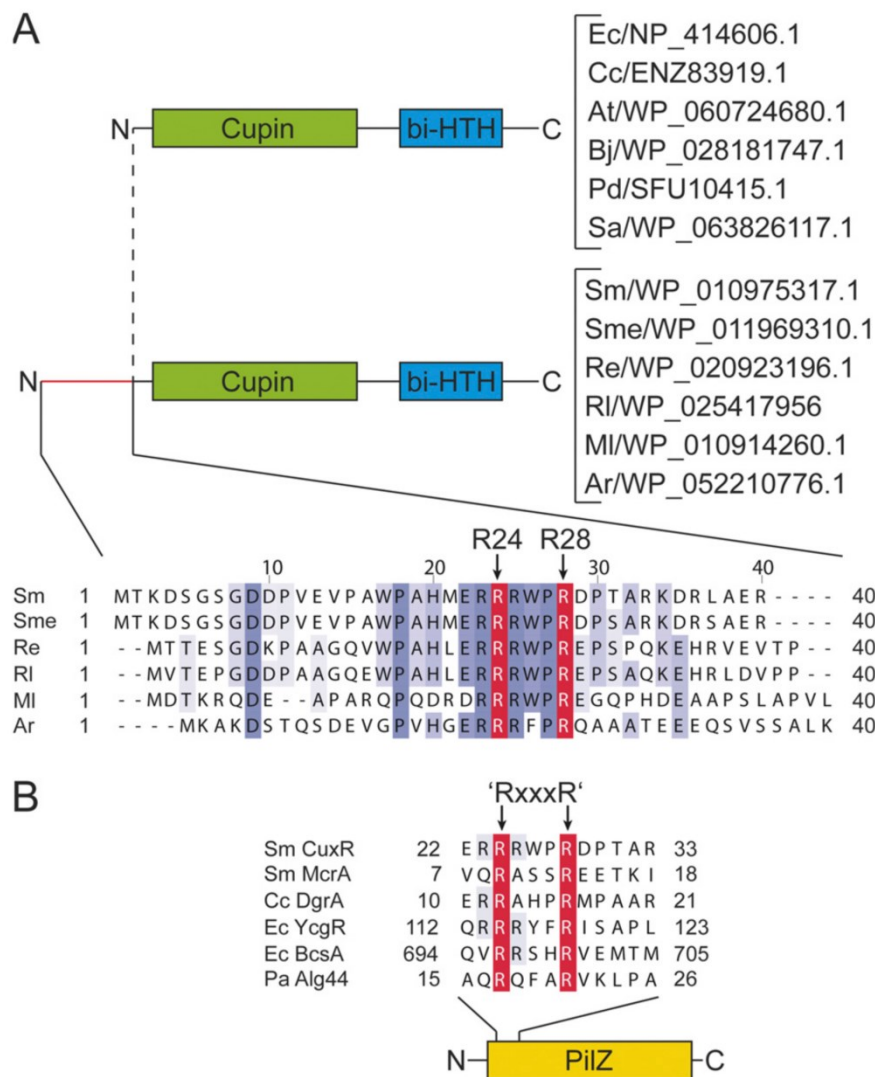 A
N Cupin bi-HTH C
Ec/NP_414606.1
Cc/ENZ83919.1
At/WP_060724680.1
Bj/WP_028181747.1
Pd/SFU10415.1
Sa/WP_063826117.1
N Cupin bi-HTH C
Sm/WP_010975317.1
Sme/WP_011969310.1
Re/WP_020923196.1
Rl/WP_025417956
Ml/WP_010914260.1
Ar/WP_052210776.1
R24 R28
10 20 30 40
Sm 1 MTKDSGSGDDPVEVPAWPAHMERRRWPRDPTARKDRLAER---- 40
Sme 1 MTKDSGSGDDPVEVPAWPAHMERRRWPRDPSARKDRSAER---- 40
Re 1 --MTTESGDKPAAGQVWPAHLERRRWPREPSPQKEHRVEVTP-- 40
Rl 1 --MVTEPGDDPAAGQEWPAHLERRRWPREPSAQKEHRLDVPP-- 40
Ml 1 --MDTKRQDE--APARQPQDRDRRRWPREGQPHDEAAPSLAPVL 40
Ar 1 ----MKAKDSTQSDEVGPVHGERRRFPRQAAATEEEQSVSSALK 40
B
'RxxxR'
Sm CuxR 22 ERRRWPRDPTAR 33
Sm McrA 7 VQRASSREETKI 18
Cc DgrA 10 ERRAHPRMPAAR 21
Ec YcgR 112 QRRRYFRISAPL 123
Ec BcsA 694 QVRRSHRVEMTM 705
Pa Alg44 15 AQRQFARVKLPA 26
N PilZ C